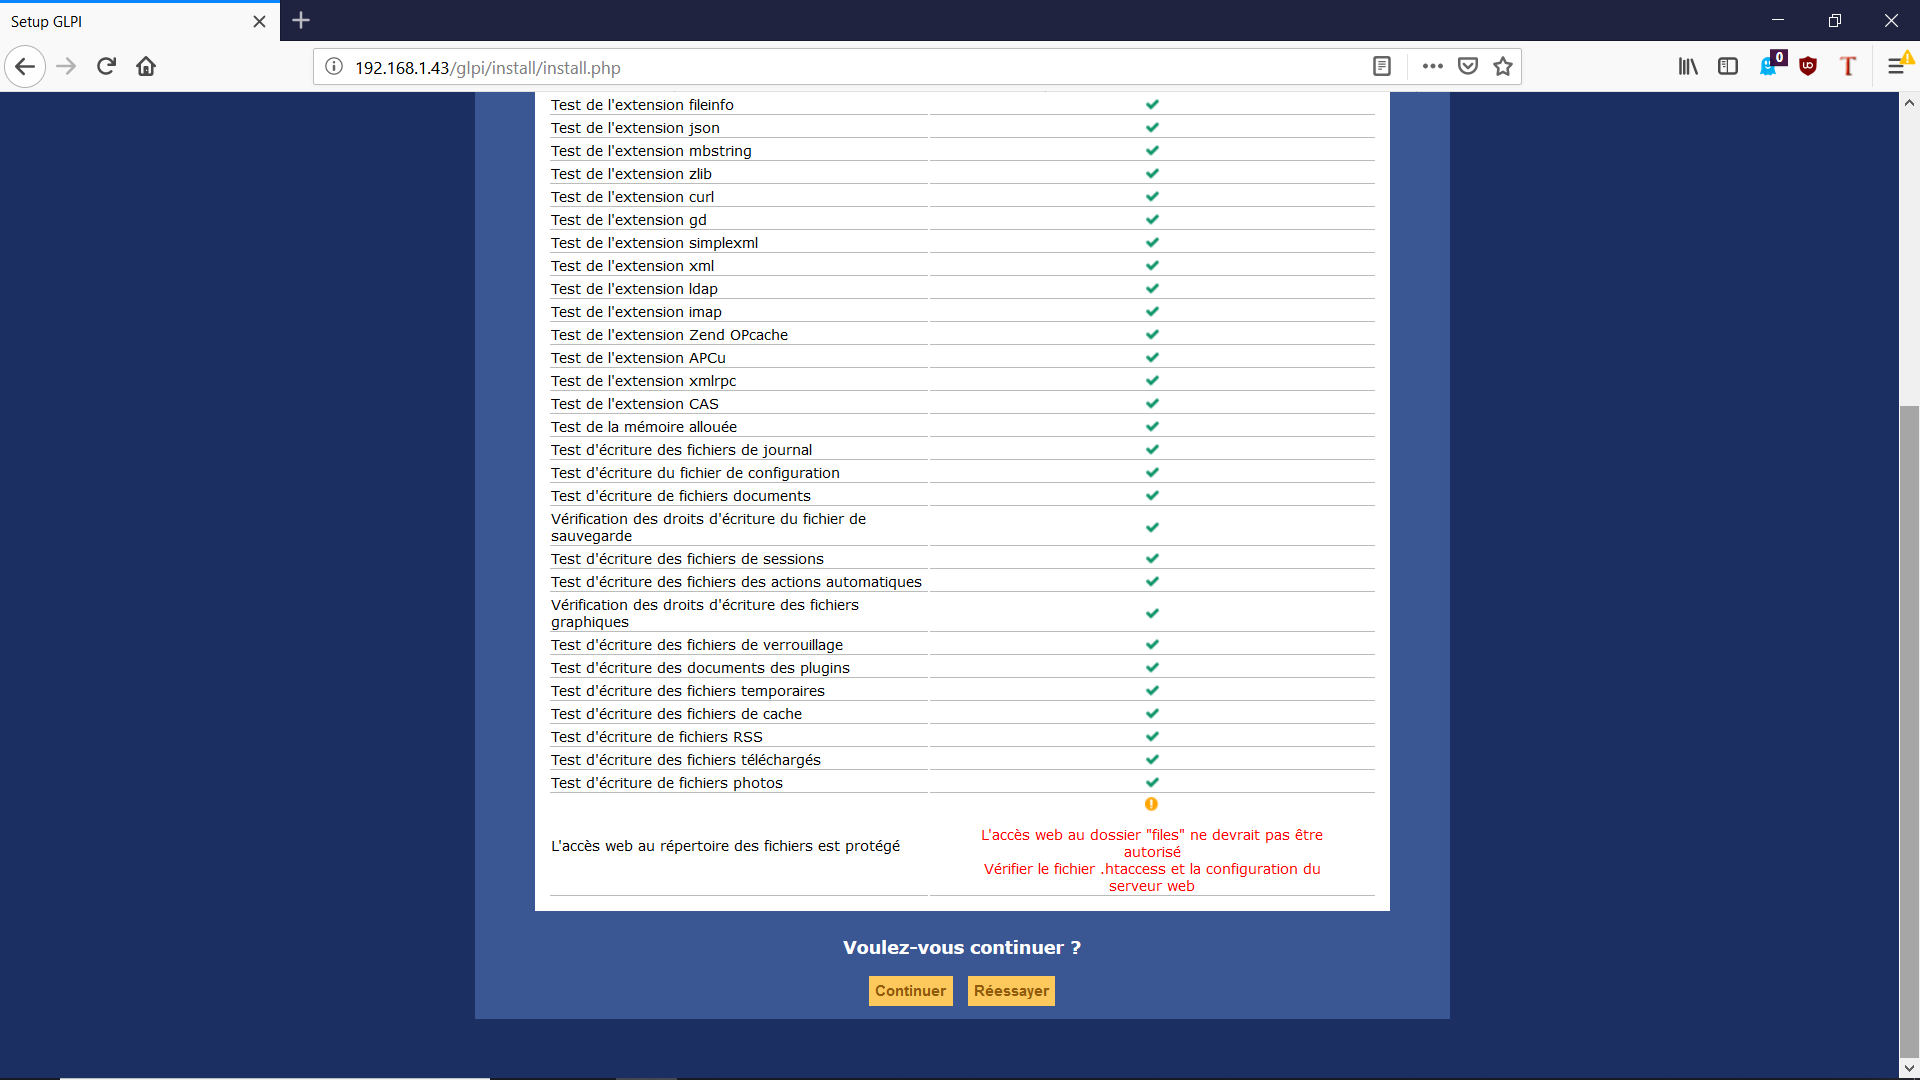 Setup GLPI
192.168.1.43/glpi/install/install.php
0
Test de l'extension fileinfo
Test de l'extension json
Test de l'extension mbstring
Test de l'extension zlib
Test de l'extension curl
Test de l'extension gd
Test de l'extension simplexml
Test de l'extension xml
Test de l'extension ldap
Test de l'extension imap
Test de l'extension Zend OPcache
Test de l'extension APCu
Test de l'extension xmlrpc
Test de l'extension CAS
Test de la mémoire allouée
Test d'écriture des fichiers de journal
Test d'écriture du fichier de configuration
Test d'écriture de fichiers documents
Vérification des droits d'écriture du fichier de
sauvegarde
Test d'écriture des fichiers de sessions
Test d'écriture des fichiers des actions automatiques
Vérification des droits d'écriture des fichiers
graphiques
Test d'écriture des fichiers de verrouillage
Test d'écriture des documents des plugins
Test d'écriture des fichiers temporaires
Test d'écriture des fichiers de cache
Test d'écriture de fichiers RSS
Test d'écriture des fichiers téléchargés
Test d'écriture de fichiers photos
L'accès web au répertoire des fichiers est protégé
L'accès web au dossier "files" ne devrait pas être
autorisé
Vérifier le fichier .htaccess et la configuration du
serveur web
Voulez-vous continuer ?
Continuer
Réessayer